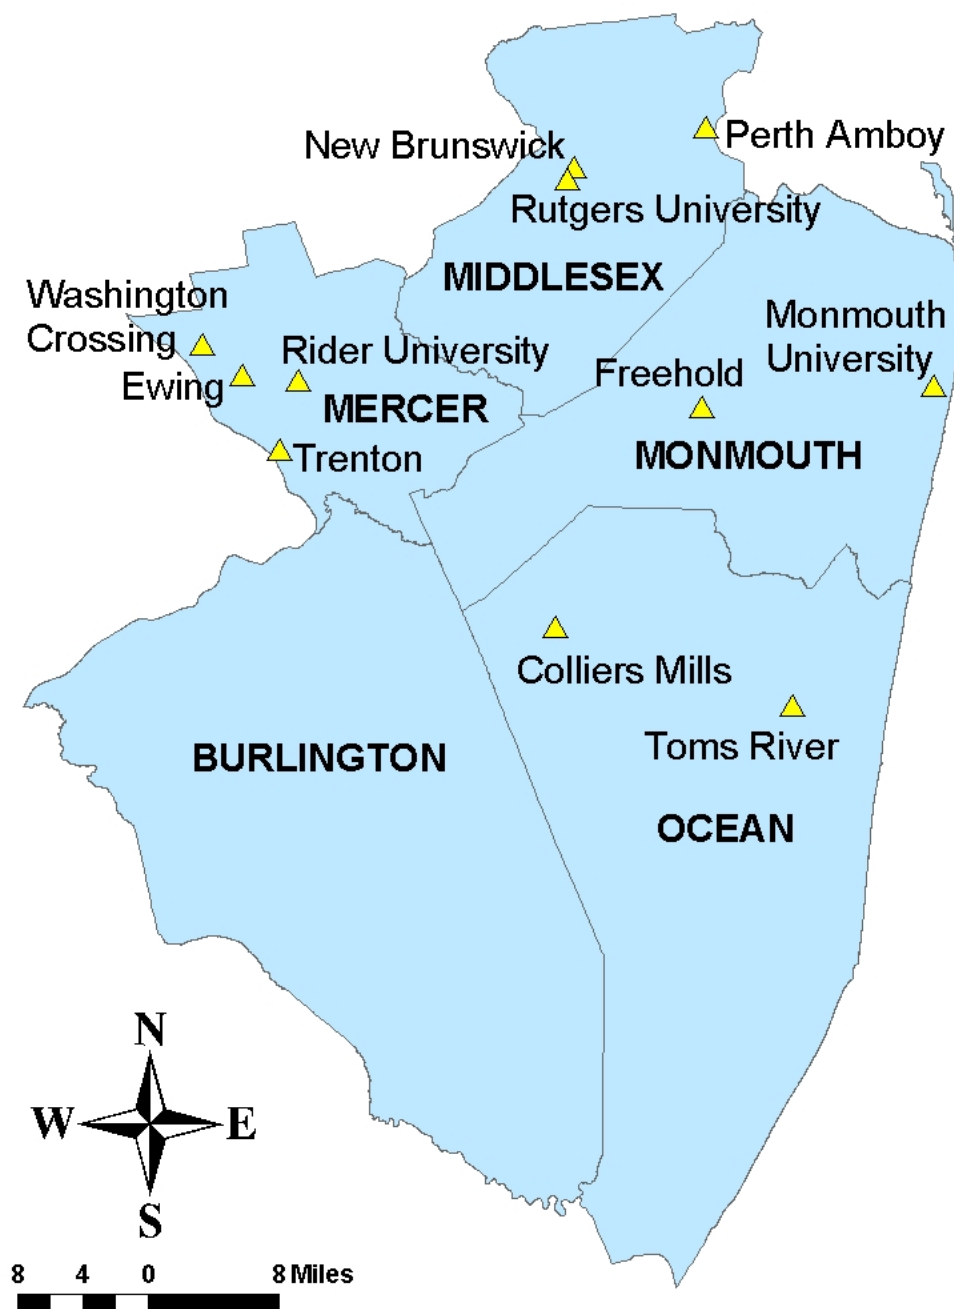 New Brunswick
Perth Amboy
Rutgers University
MIDDLESEX
Washington
Crossing
Monmouth
University
Rider University
Freehold
Ewing
MERCER
MONMOUTH
Trenton
Colliers Mills
Toms River
BURLINGTON
OCEAN
N
W E
S
8 4 0 8 Miles